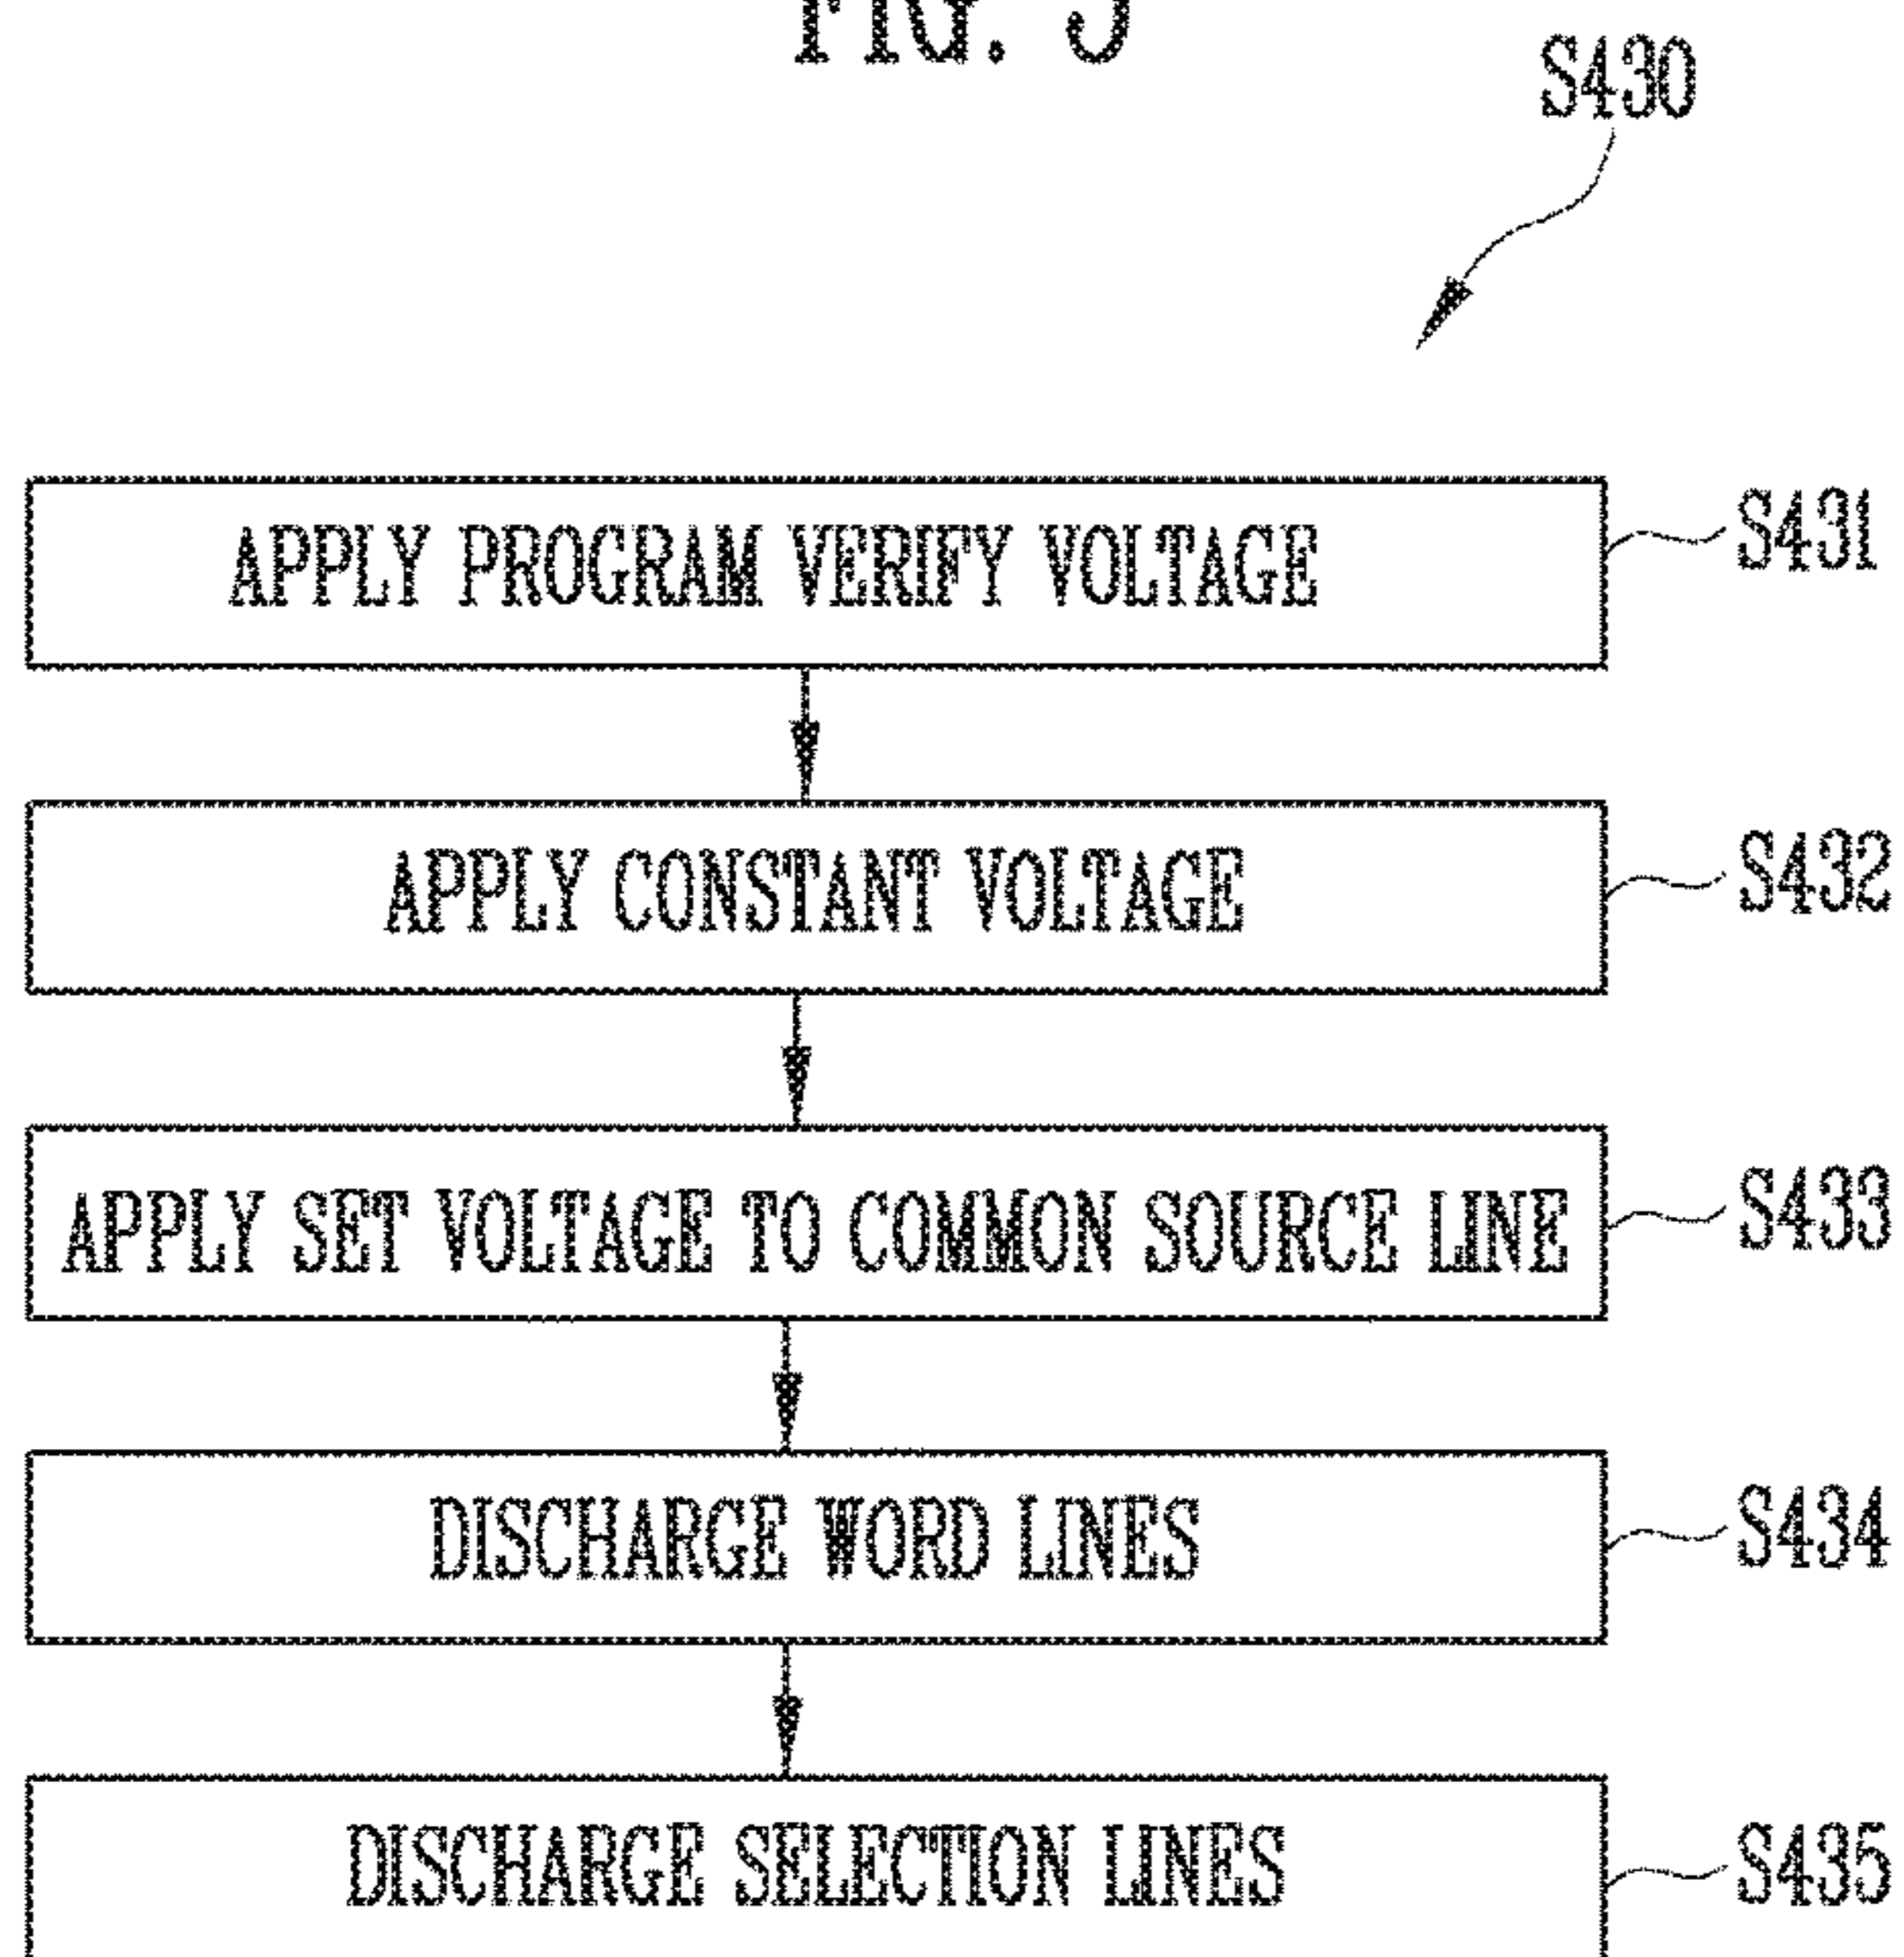 FIG. 5
S430
APPLY PROGRAM VERIFY VOLTAGE
S431
APPLY CONSTANT VOLTAGE
S432
APPLY SET VOLTAGE TO COMMON SOURCE LINE
S433
DISCHARGE WORD LINES
S434
DISCHARGE SELECTION LINES
S435